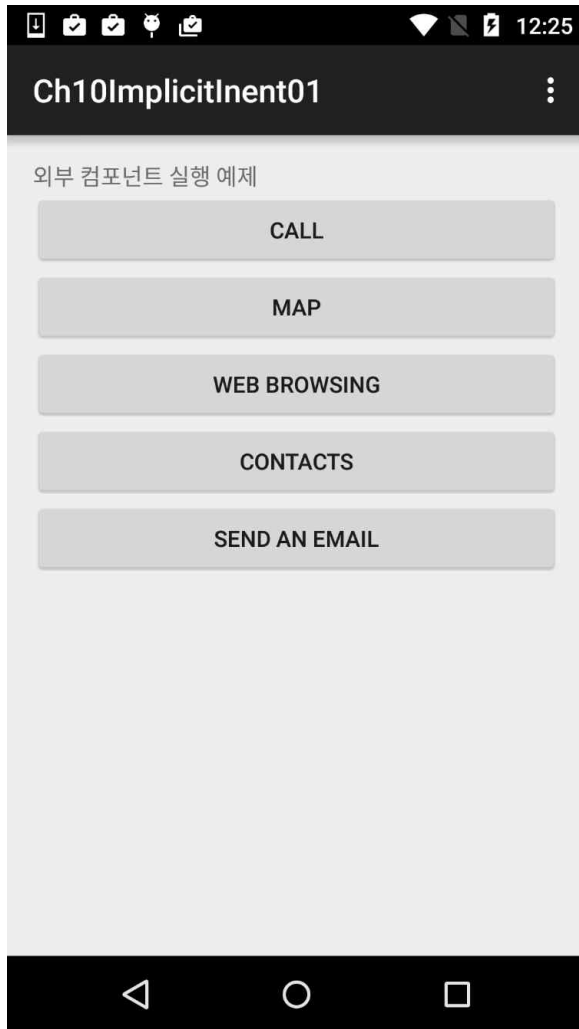 12:25
Ch10ImplicitInent01
외부 컴포넌트 실행 예제
CALL
MAP
WEB BROWSING
CONTACTS
SEND AN EMAIL